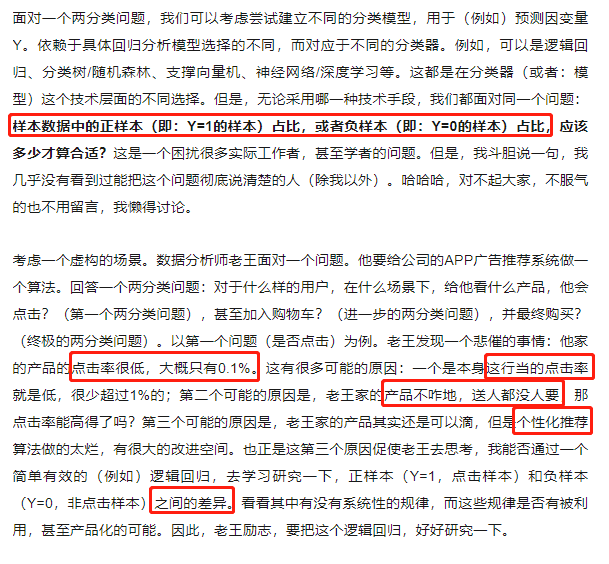 面对一个两分类问题，我们可以考虑尝试建立不同的分类模型，用于（例如）预测因变量
Y。依赖于具体回归分析模型选择的不同，而对应于不同的分类器。例如，可以是逻辑回
归、分类树/随机森林、支撑向量机、神经网络/深度学习等。这都是在分类器（或者：模
型）这个技术层面的不同选择。但是，无论采用哪一种技术手段，我们都面对同一个问题：
样本数据中的正样本（即：Y=1的样本）占比，或者负样本（即：Y=0的样本）占比，应该
多少才算合适？这是一个困扰很多实际工作者，甚至学者的问题。但是，我斗胆说一句，我
几乎没有看到过能把这个问题彻底说清楚的人（除我以外）。哈哈哈，对不起大家，不服气
的也不用留言，我懒得讨论。
考虑一个虚构的场景。数据分析师老王面对一个问题。他要给公司的APP广告推荐系统做一
个算法。回答一个两分类问题：对于什么样的用户，在什么场景下，给他看什么产品，他会
点击？（第一个两分类问题），甚至加入购物车？（进一步的两分类问题），并最终购买？
（终极的两分类问题）。以第一个问题（是否点击）为例。老王发现一个悲催的事情：他家
的产品的点击率很低，大概只有0.1%。这有很多可能的原因：一个是本身这行当的点击率
就是低，很少超过1%的；第二个可能的原因是，老王家的产品不咋地，送人都没人要，那
点击率能高得了吗？第三个可能的原因是，老王家的产品其实还是可以滴，但是个性化推荐
算法做的太烂，有很大的改进空间。也正是这第三个原因促使老王去思考，我能否通过一个
简单有效的（例如）逻辑回归，去学习研究一下，正样本（Y=1，点击样本）和负样本
（Y=0，非点击样本）之间的差异。看看其中有没有系统性的规律，而这些规律是否有被利
用，甚至产品化的可能。因此，老王励志，要把这个逻辑回归，好好研究一下。